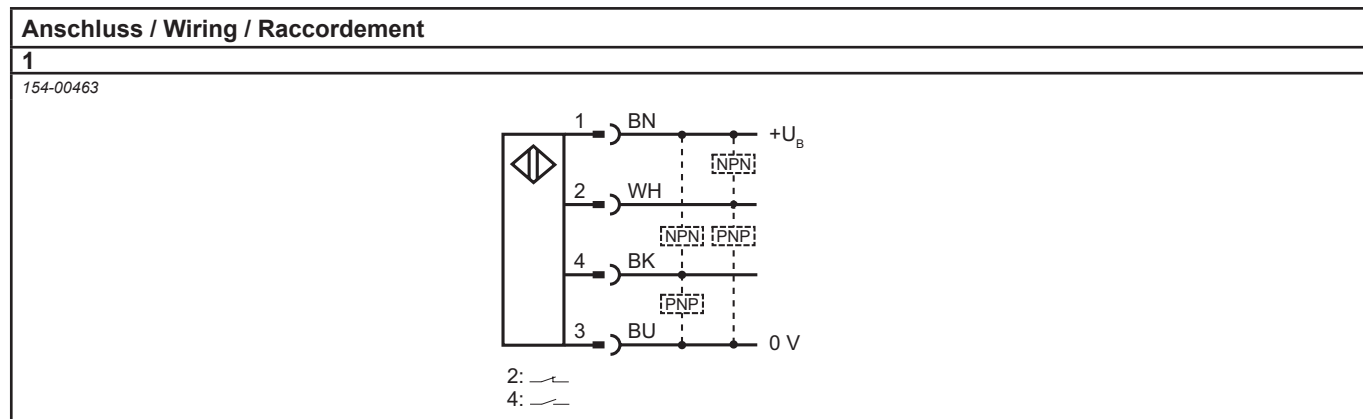 Anschluss / Wiring / Raccordement
1
154-00463
1 BN +UB
NPN
2 WH
NPN PNP
4 BK
PNP
3 BU 0 V
2:
4: